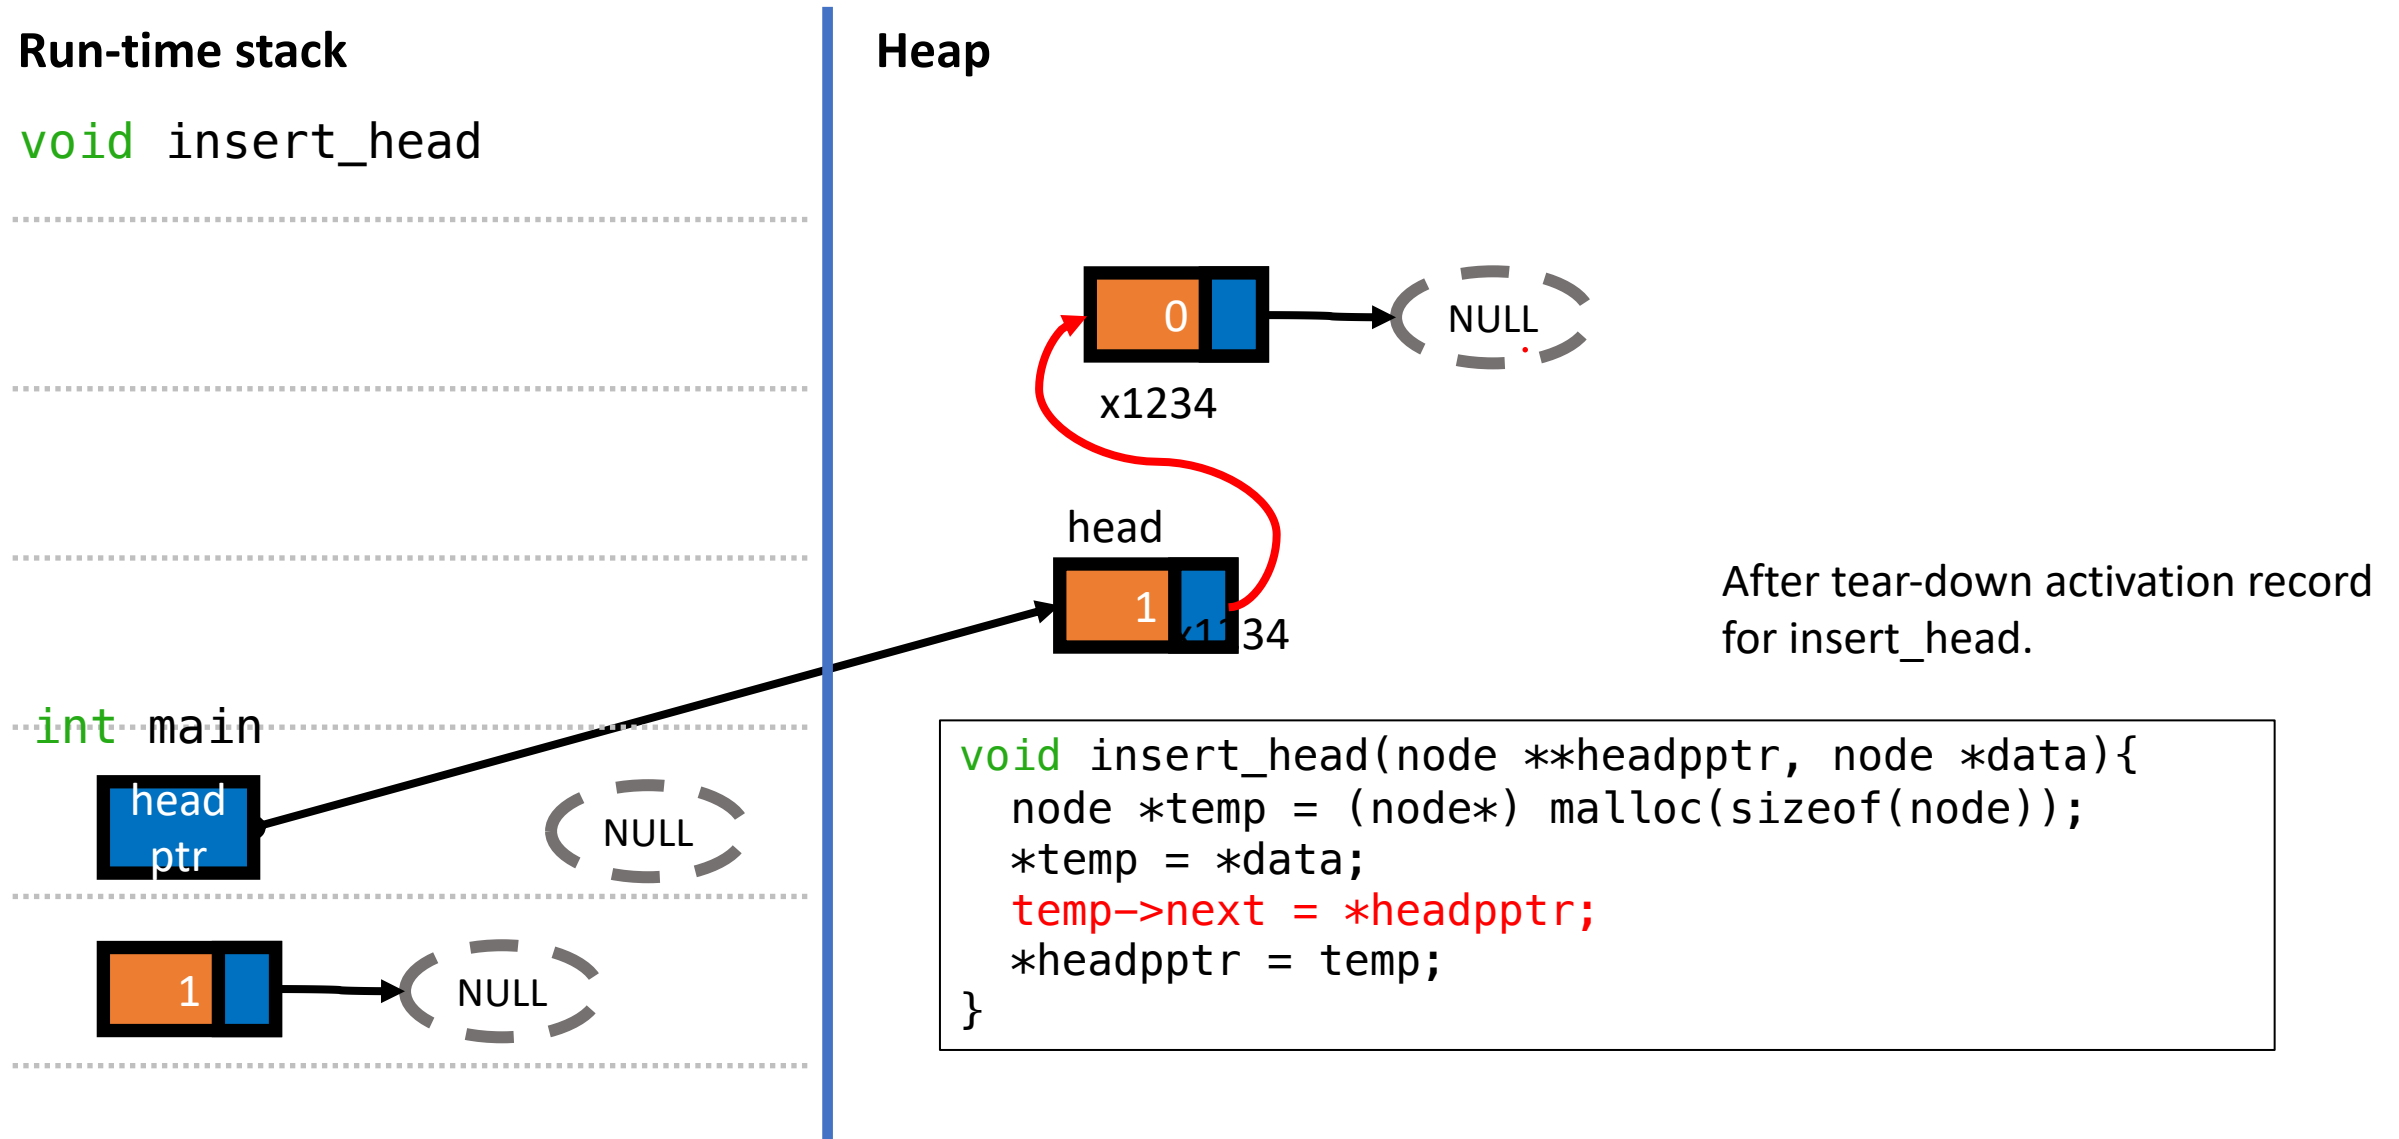 Run-time stack
Heap
void insert_head
0
NULL
x1234
head
1
x1234
After tear-down activation record
for insert_head.
int main
head
ptr
NULL
1
NULL
void insert_head(node **headpptr, node *data){
node *temp = (node*) malloc(sizeof(node));
*temp = *data;
temp->next = *headpptr;
*headpptr = temp;
}